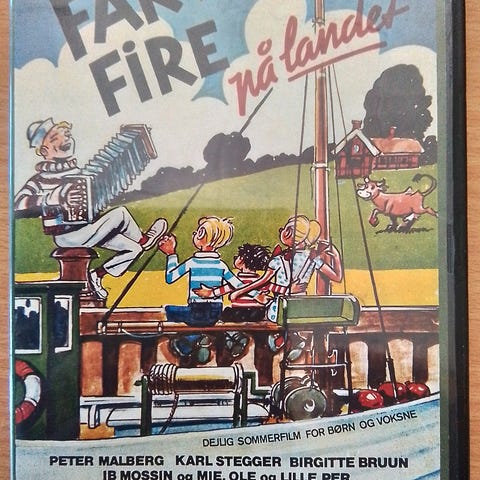 FAR
FiRE
på landet
DEJLIG SOMMERFILM FOR BØRN OG VOKSNE
PETER MALBERG KARL STEGGER BIRGITTE BRUUN
IB MOSSIN og MIE, OLE og LILLE PER